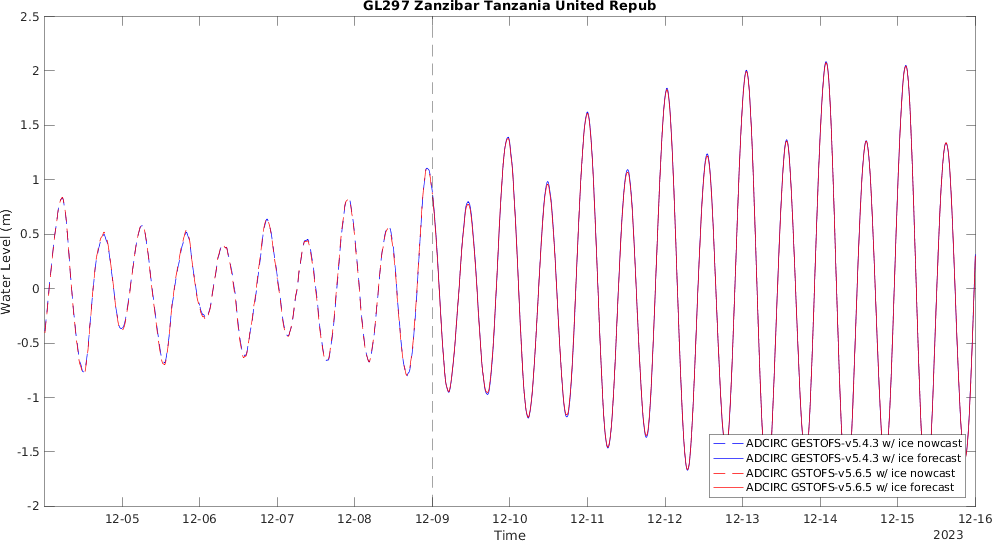 GL297 Zanzibar Tanzania United Repub
2.5
2
1.5
1
0.5
0
-0.5
-1
-1.5
-2
Water Level (m)
ADCIRC GESTOFS-v5.4.3 w/ ice nowcast
ADCIRC GESTOFS-v5.4.3 w/ ice forecast
ADCIRC GSTOFS-v5.6.5 w/ ice nowcast
ADCIRC GSTOFS-v5.6.5 w/ ice forecast
12-05 12-06 12-07 12-08 12-09 12-10 12-11 12-12 12-13 12-14 12-15 12-16
Time
2023